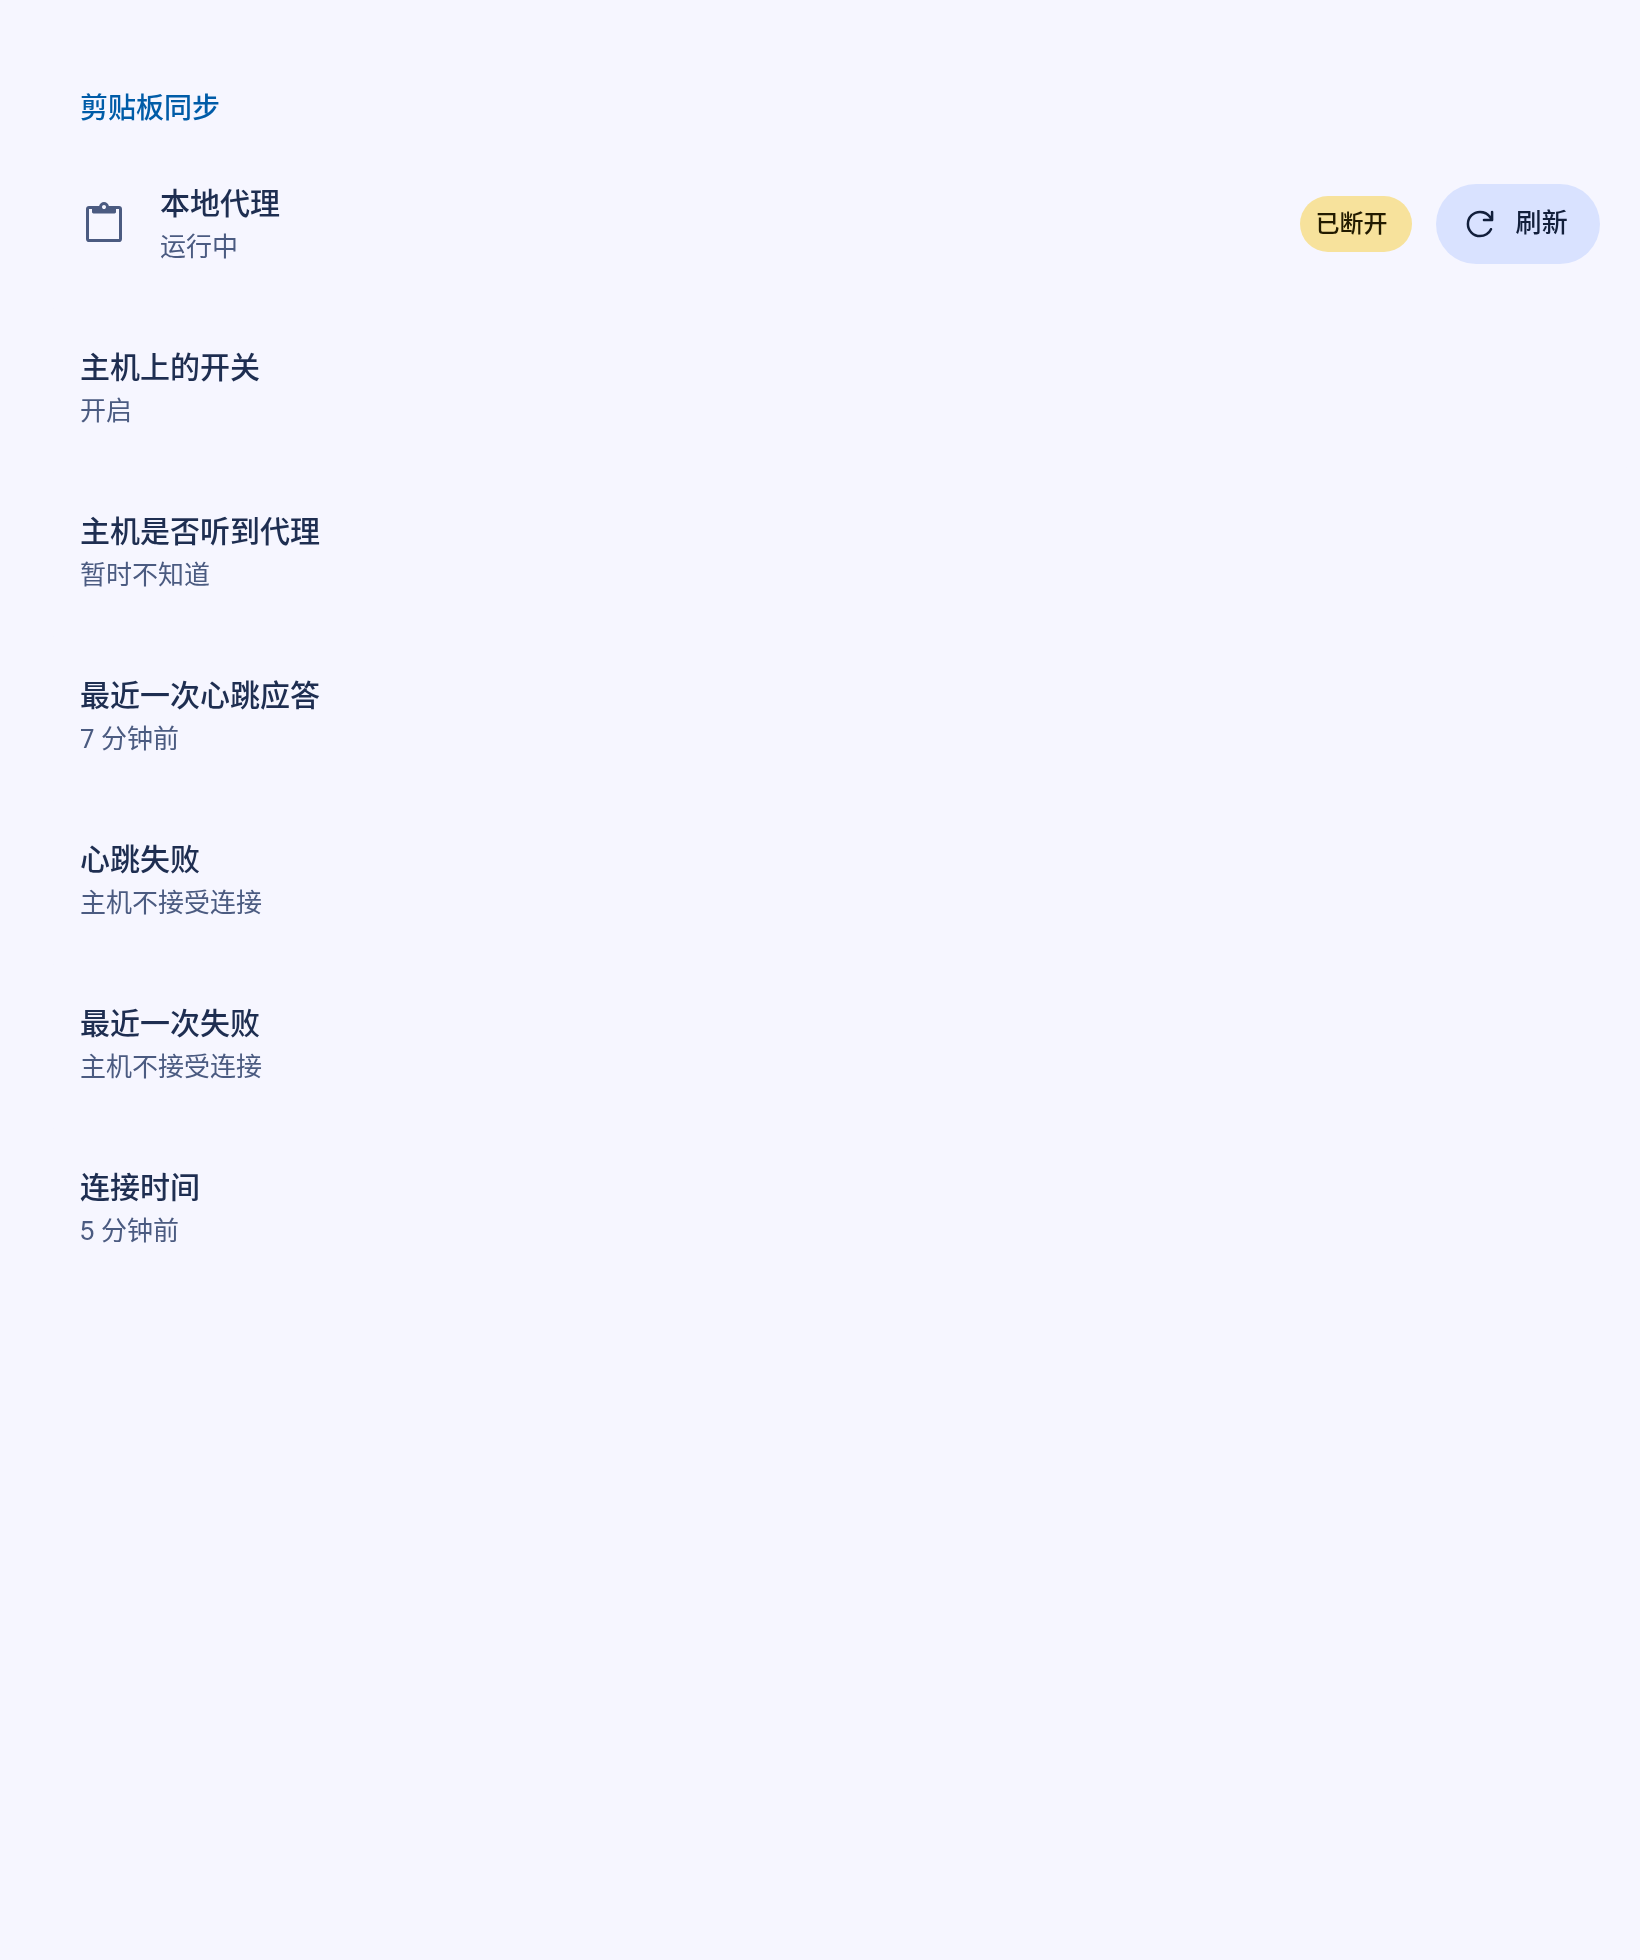 剪贴板同步
本地代理
运行中
已断开
刷新
主机上的开关
开启
主机是否听到代理
暂时不知道
最近一次心跳应答
7 分钟前
心跳失败
主机不接受连接
最近一次失败
主机不接受连接
连接时间
5 分钟前